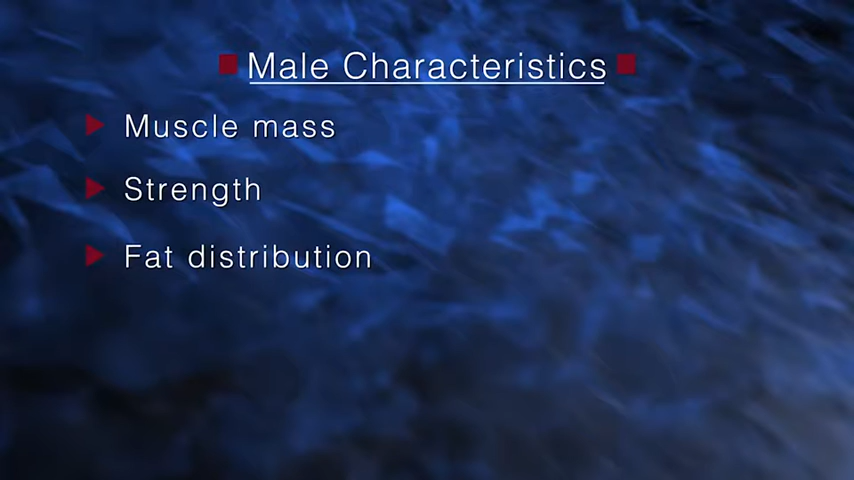 Male Characteristics
Muscle mass
Strength
Fat distribution